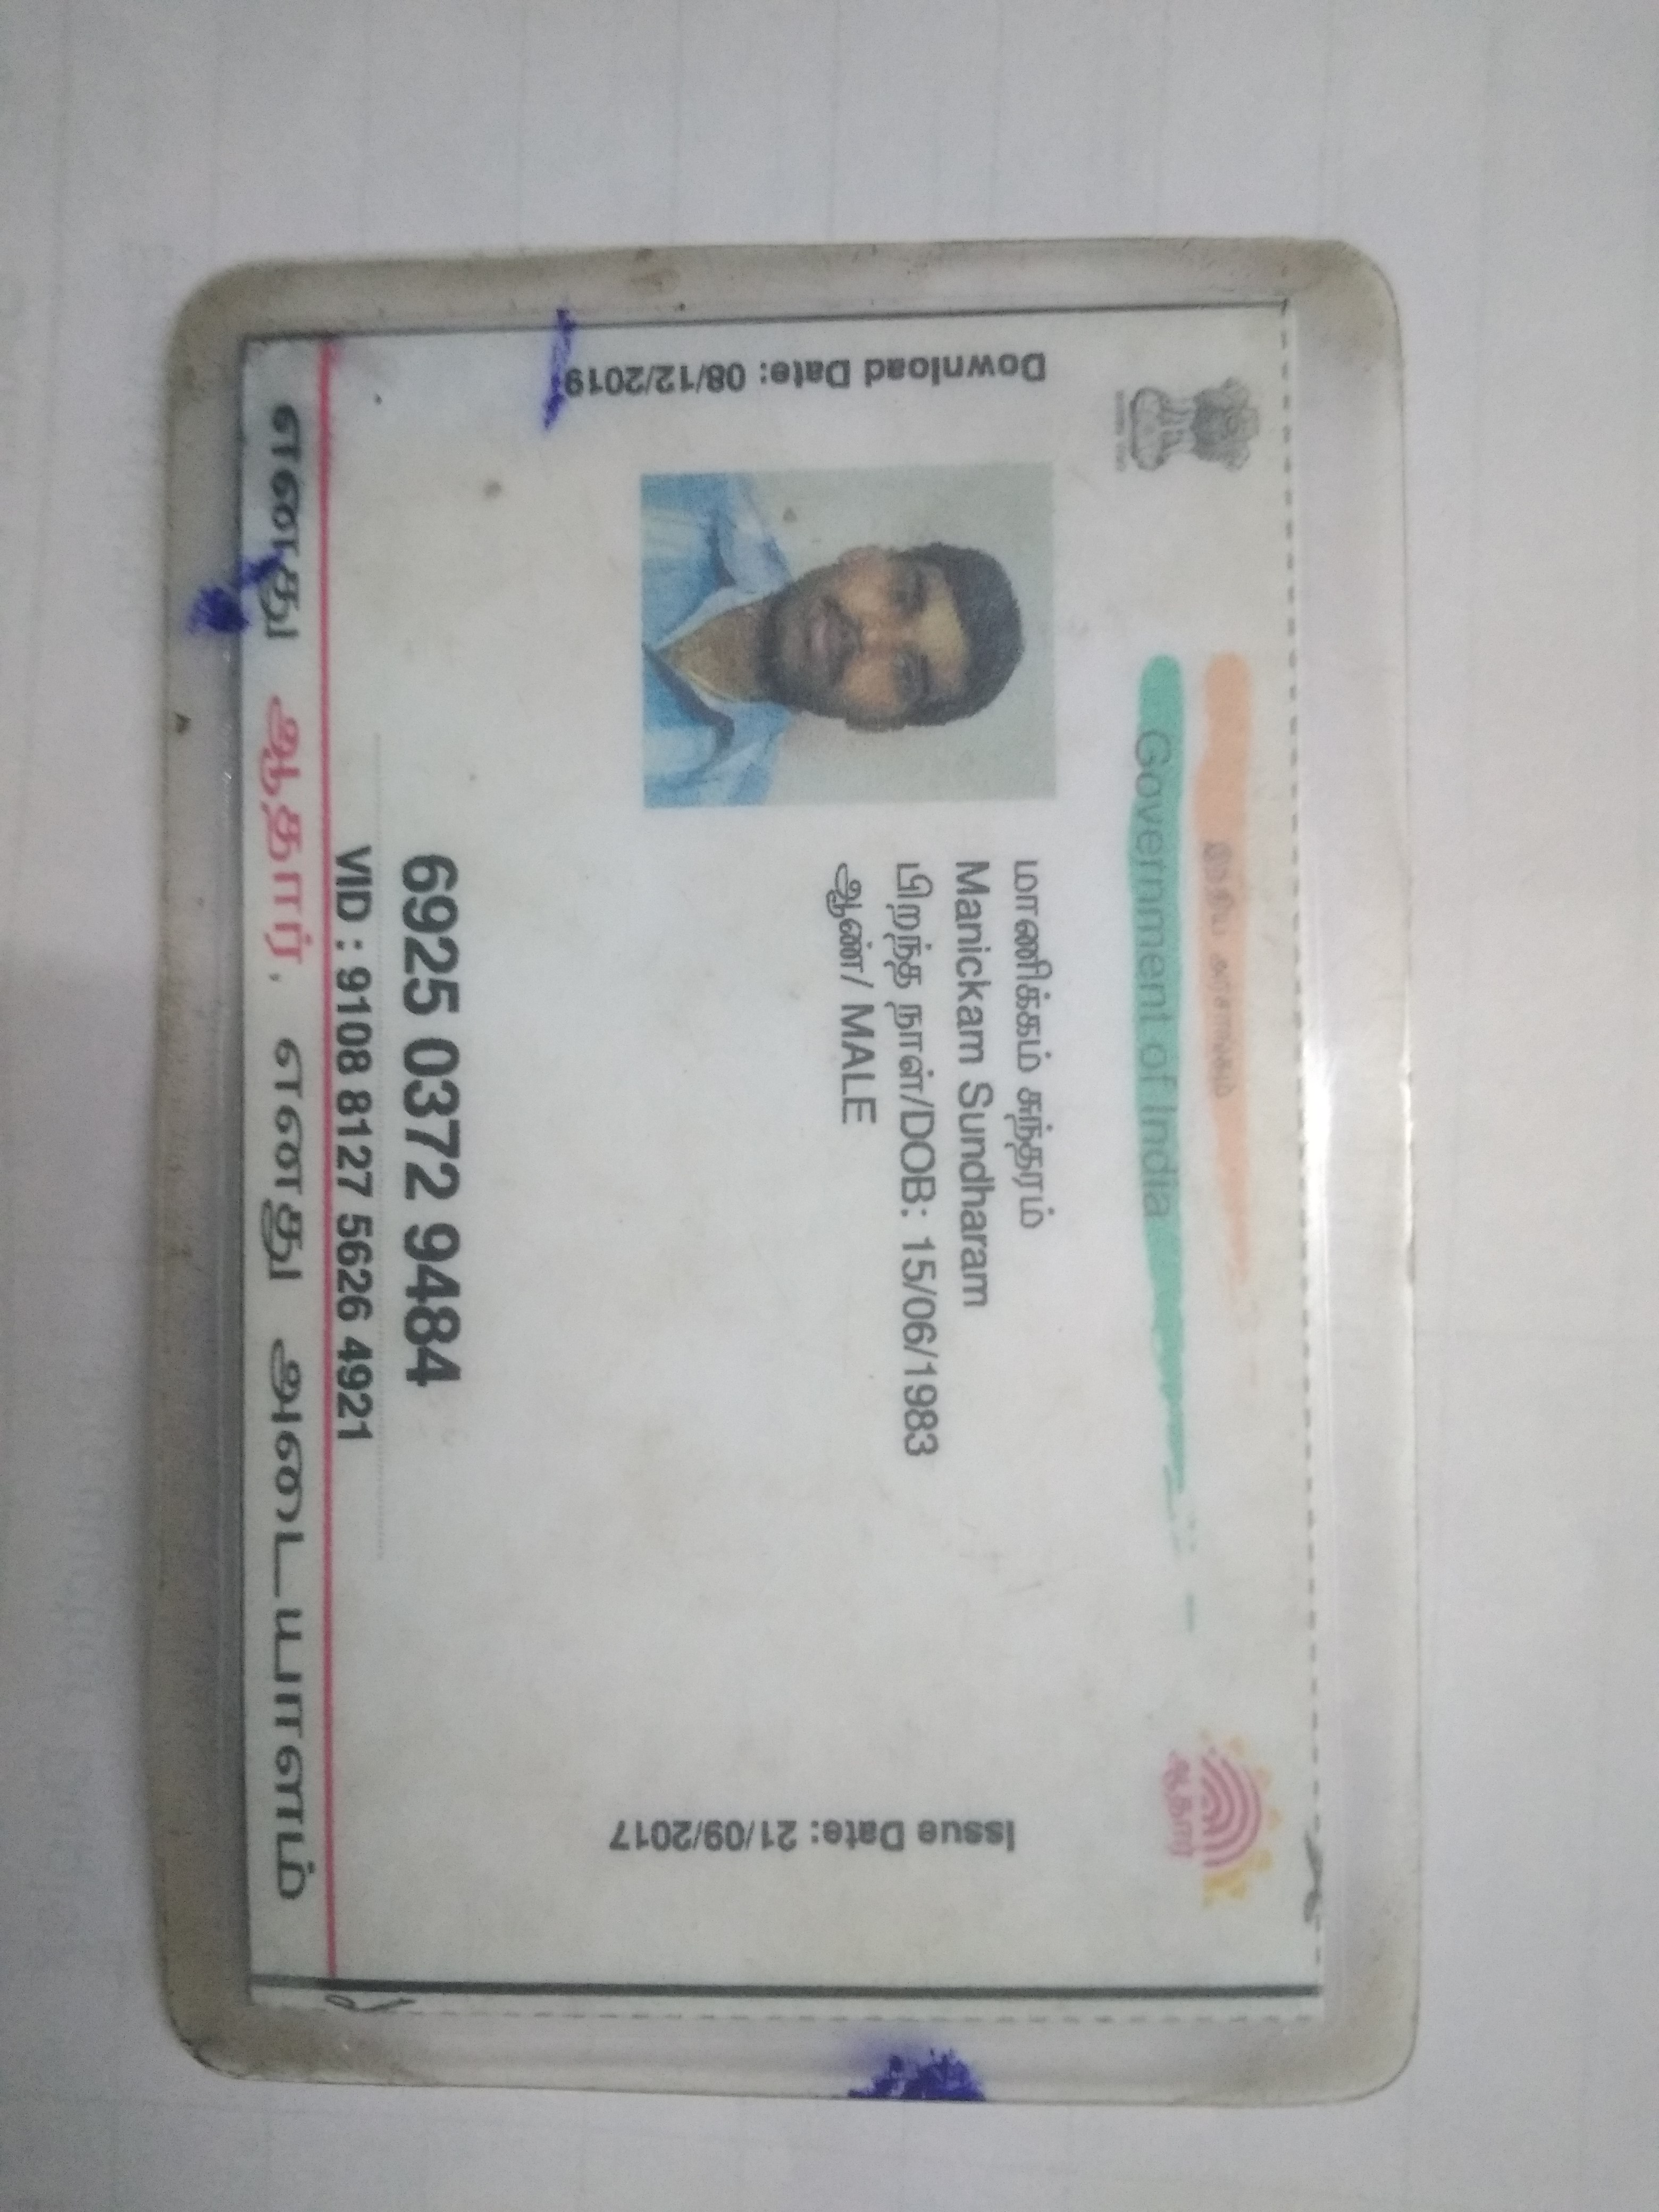 இந்திய அரசாங்கம்
Government of India
Download Date: 08/12/2019
மாணிக்கம் சுந்தரம்
Manickam Sundharam
பிறந்த நாள்/DOB: 15/06/1983
ஆண்/ MALE
Issue Date: 21/09/2017
ஆதார்
6925 0372 9484
VID : 9108 8127 5626 4921
எனது ஆதார், எனது அடையாளம்